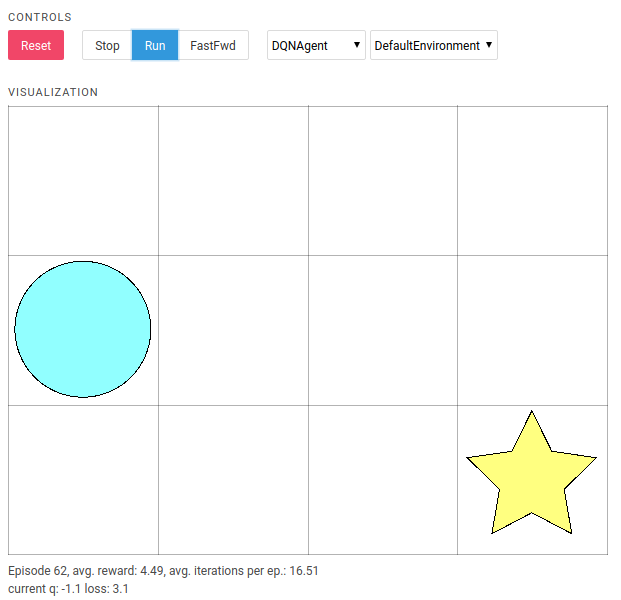 CONTROLS
Reset Stop Run FastFwd DQNAgent DefaultEnvironment
VISUALIZATION
Episode 62, avg. reward: 4.49, avg. iterations per ep.: 16.51
current q: -1.1 loss: 3.1